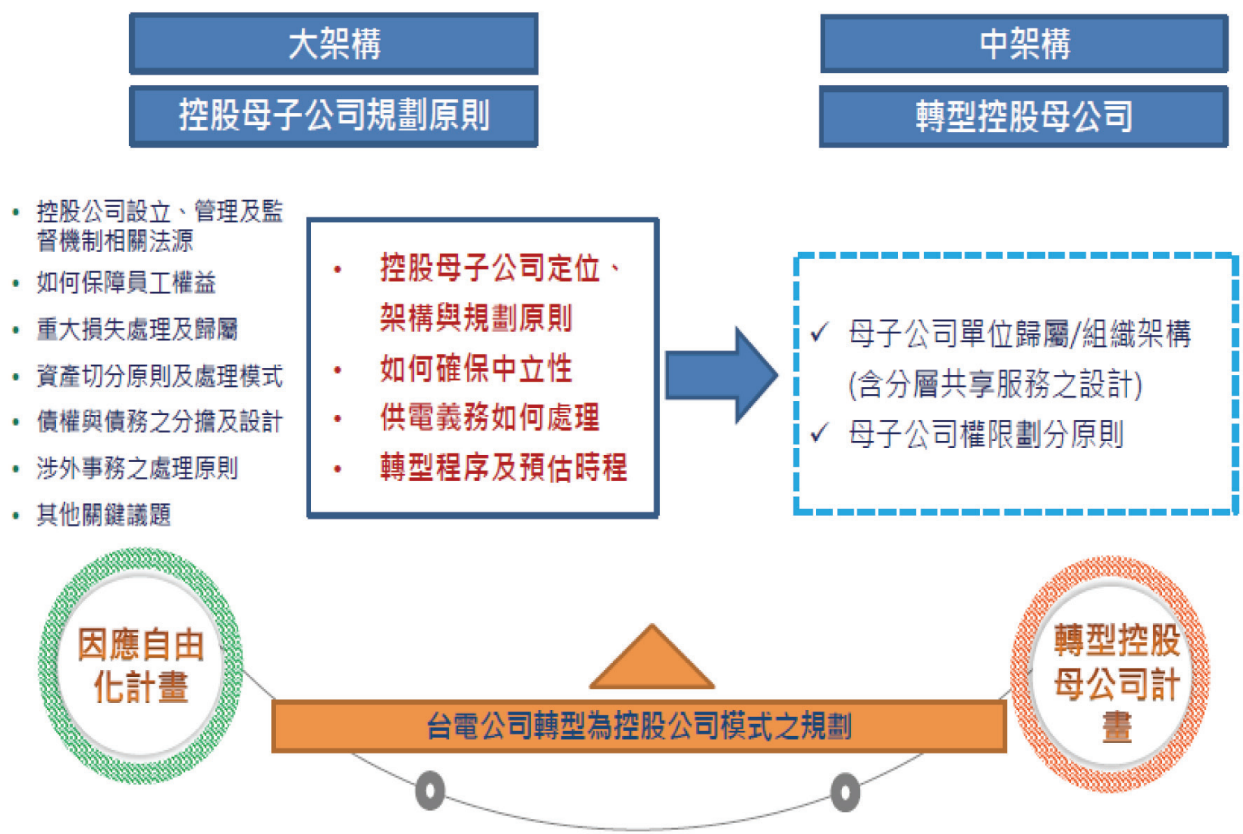 大架構
控股母子公司規劃原則
• 控股公司設立、管理及監
督機制相關法源
• 如何保障員工權益
• 重大損失處理及歸屬
• 資產切分原則及處理模式
• 債權與債務之分擔及設計
• 涉外事務之處理原則
• 其他關鍵議題
• 控股母子公司定位、
架構與規劃原則
• 如何確保中立性
• 供電義務如何處理
• 轉型程序及預估時程
中架構
轉型控股母公司
✓ 母子公司單位歸屬/組織架構
(含分層共享服務之設計)
✓ 母子公司權限劃分原則
因應自由
化計畫
台電公司轉型為控股公司模式之規劃
轉型控股
母公司計
畫